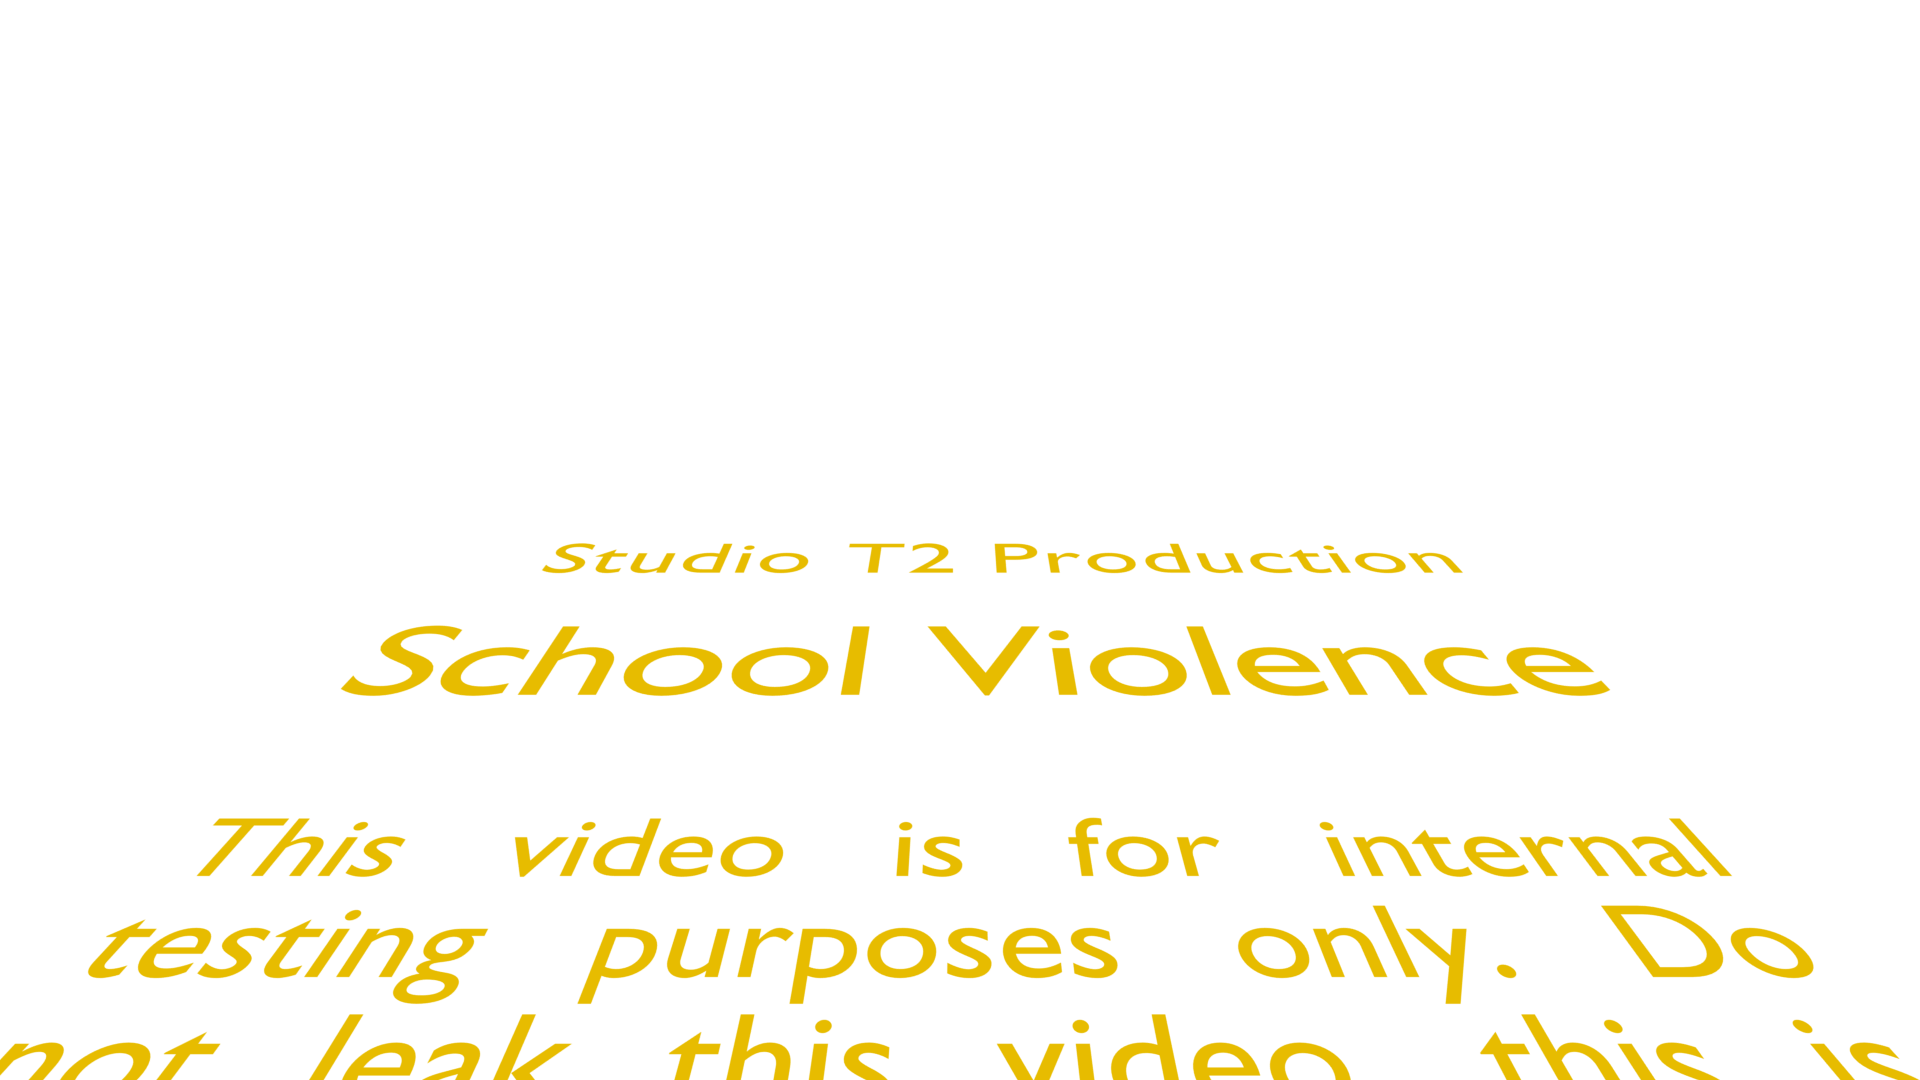 Studio T2 Production
School Violence
This video is for internal
testing purposes only. Do
not leak this video, this is